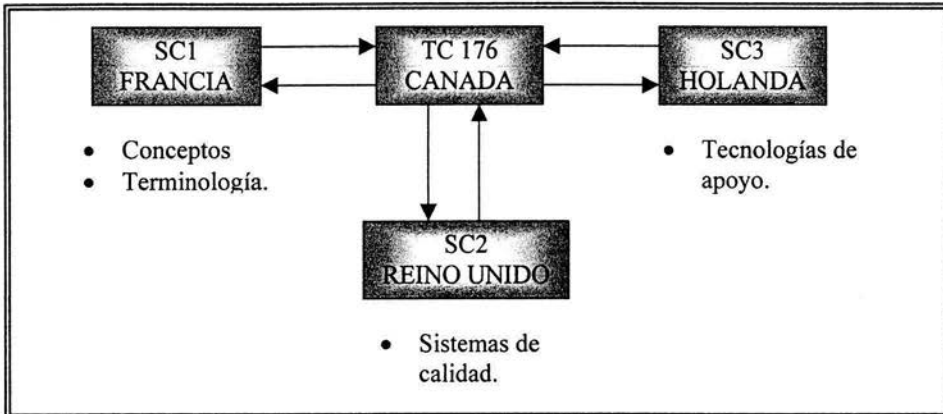 SC1
FRANCIA
TC 176
CANADA
SC3
HOLANDA
• Conceptos
• Terminología.
• Tecnologías de
apoyo.
SC2
REINO UNIDO
• Sistemas de
calidad.